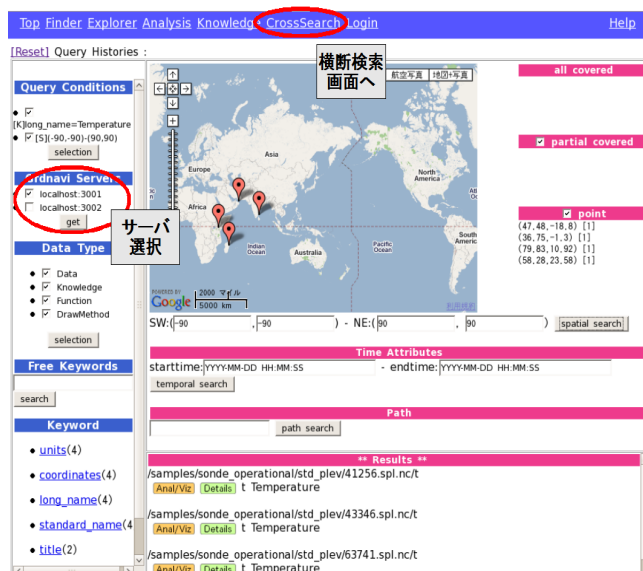 Top Finder Explorer Analysis Knowledge CrossSearch Login Help
[Reset] Query Histories :
横断検索
画面へ
Query Conditions
[K]long_name=Temperature
[S](-90,-90)-(90,90)
selection
localhost:3001
localhost:3002
get
サーバ
選択
Data Type
Data
Knowledge
Function
DrawMethod
selection
Free Keywords
search
Keyword
units(4)
coordinates(4)
long_name(4)
standard_name(4
title(2)
航空写真 地図+写真
Europe
Asia
Africa
North
America
Indian
Ocean
Australia
Pacific
Ocean
South
Americ
POWERED BY
Google
2000 マイル
5000 km
all covered
partial covered
point
(47,48,-18,8) [1]
(36,75,-1,3) [1]
(79,83,10,92) [1]
(58,28,23,58) [1]
SW:(-90 ,-90 ) - NE:(90 , 90 ) spatial search
Time Attributes
starttime:YYYY-MM-DD HH:MM:SS - endtime:YYYY-MM-DD HH:MM:SS
temporal search
Path
path search
** Results **
/samples/sonde_operational/std_plev/41256.spl.nc/t
Anal/Viz Details t Temperature
/samples/sonde_operational/std_plev/43346.spl.nc/t
Anal/Viz Details t Temperature
/samples/sonde_operational/std_plev/63741.spl.nc/t
Anal/Viz Details t Temperature